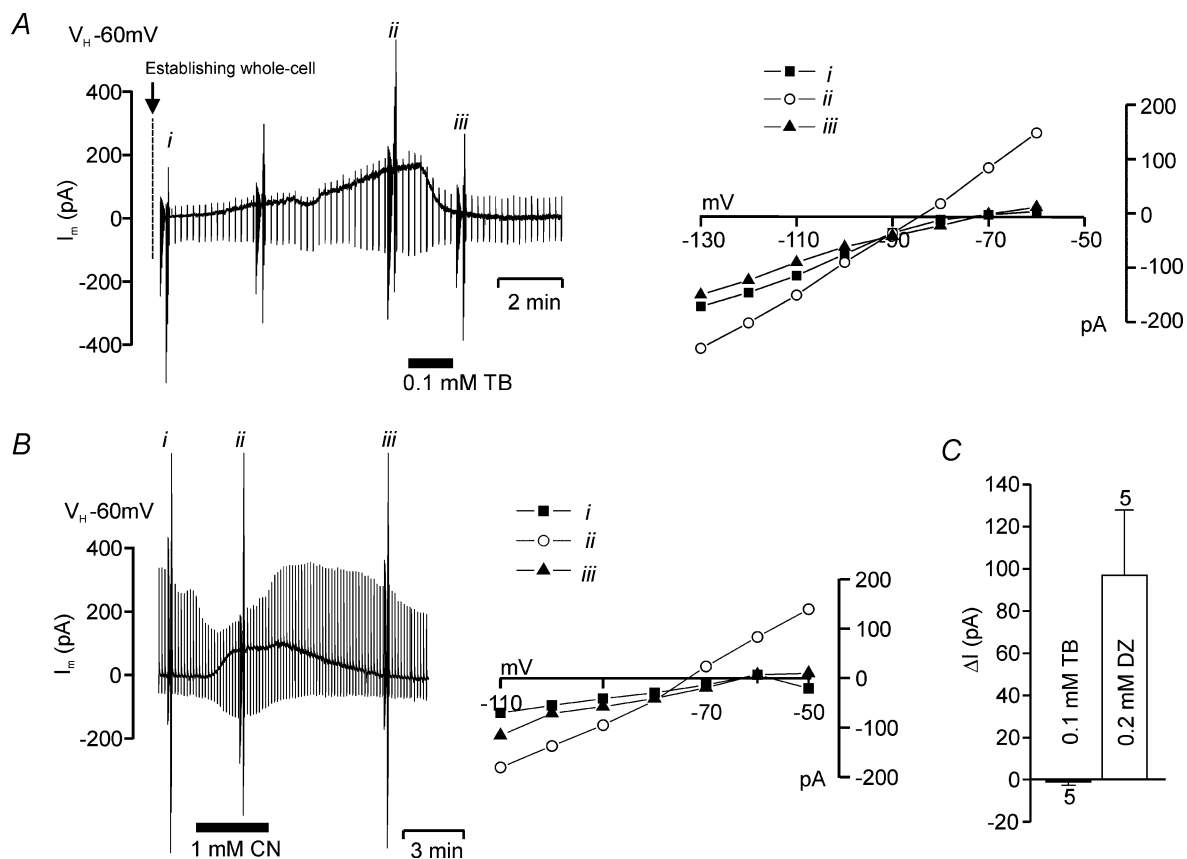 A
V_H -60mV
Establishing whole-cell
i
ii
iii
400
200
0
-200
-400
I_m (pA)
2 min
0.1 mM TB
i
ii
iii
200
100
0
-100
-200
pA
mV
-130
-110
-90
-70
-50
B
V_H -60mV
i
ii
iii
400
200
0
-200
I_m (pA)
1 mM CN
3 min
i
ii
iii
200
100
0
-100
-200
pA
mV
-110
-70
-50
C
140
120
100
80
60
40
20
0
-20
ΔI (pA)
0.1 mM TB
0.2 mM DZ
5
5